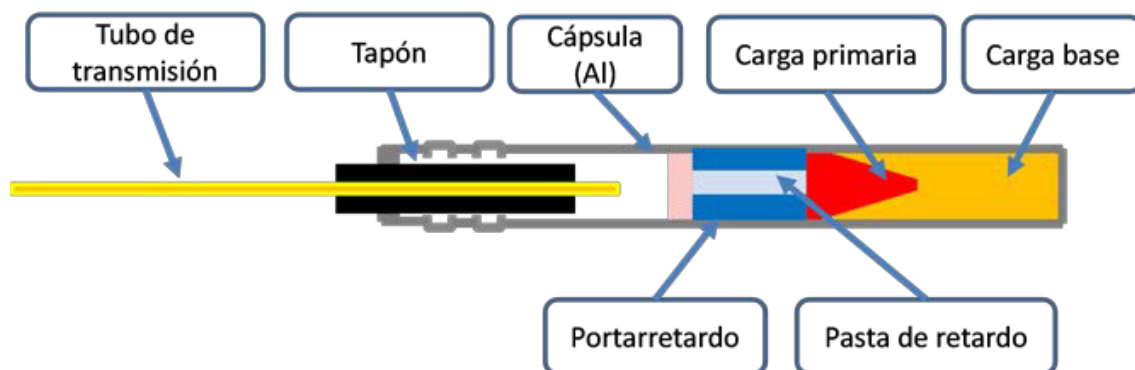 Tubo de
transmisión
Tapón
Cápsula
(Al)
Carga primaria
Carga base
Portarretardo
Pasta de retardo